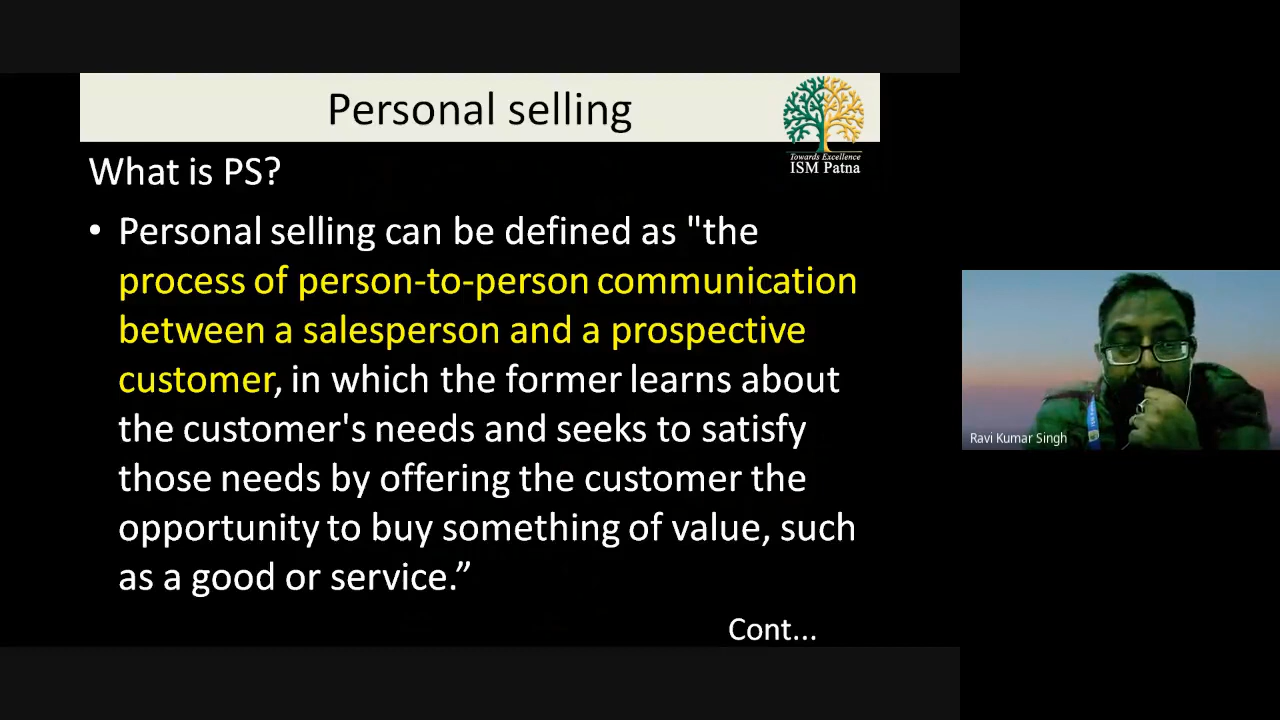 Personal selling
Towards Excellence
ISM Patna
What is PS?
• Personal selling can be defined as "the
process of person-to-person communication
between a salesperson and a prospective
customer, in which the former learns about
the customer's needs and seeks to satisfy
those needs by offering the customer the
opportunity to buy something of value, such
as a good or service.”
Cont...
Ravi Kumar Singh